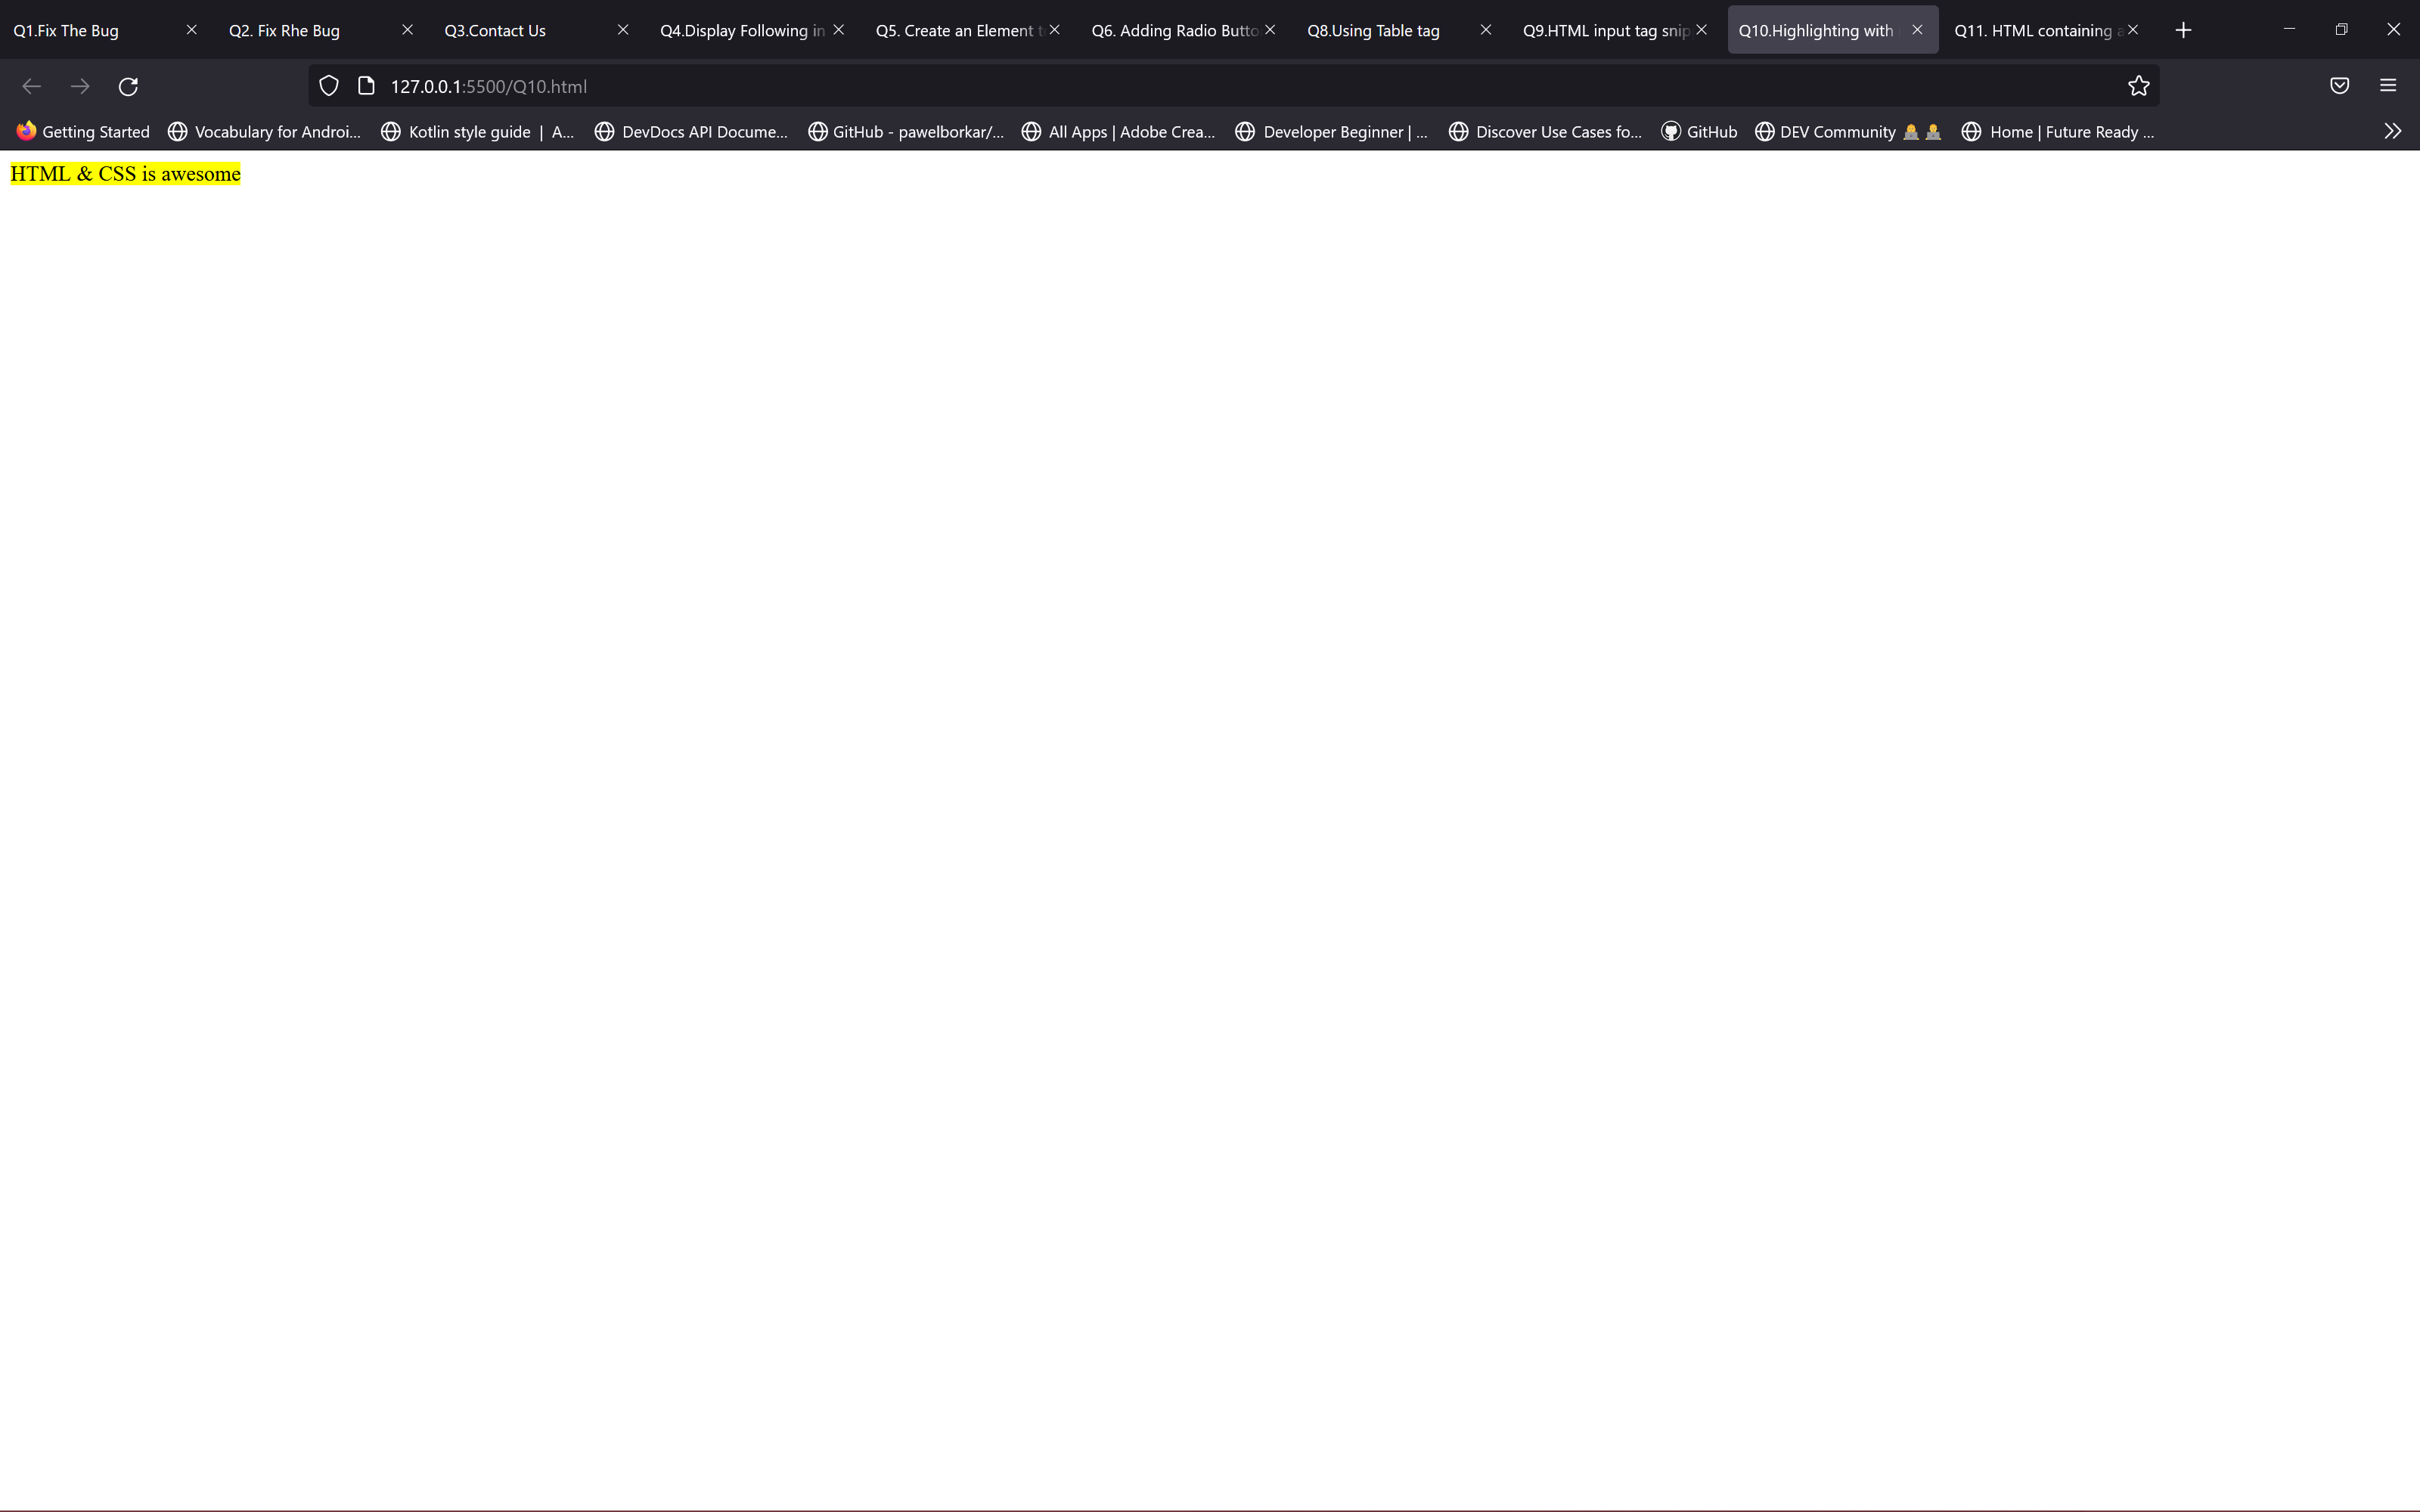 Q1.Fix The Bug
Q2. Fix Rhe Bug
Q3.Contact Us
Q4.Display Following in
Q5. Create an Element t
Q6. Adding Radio Butto
Q8.Using Table tag
Q9.HTML input tag snip
Q10.Highlighting with
Q11. HTML containing a
127.0.0.1:5500/Q10.html
Getting Started
Vocabulary for Androi...
Kotlin style guide | A...
DevDocs API Docume...
GitHub - pawelborkar/...
All Apps | Adobe Crea...
Developer Beginner | ...
Discover Use Cases fo...
GitHub
DEV Community
Home | Future Ready ...
HTML & CSS is awesome